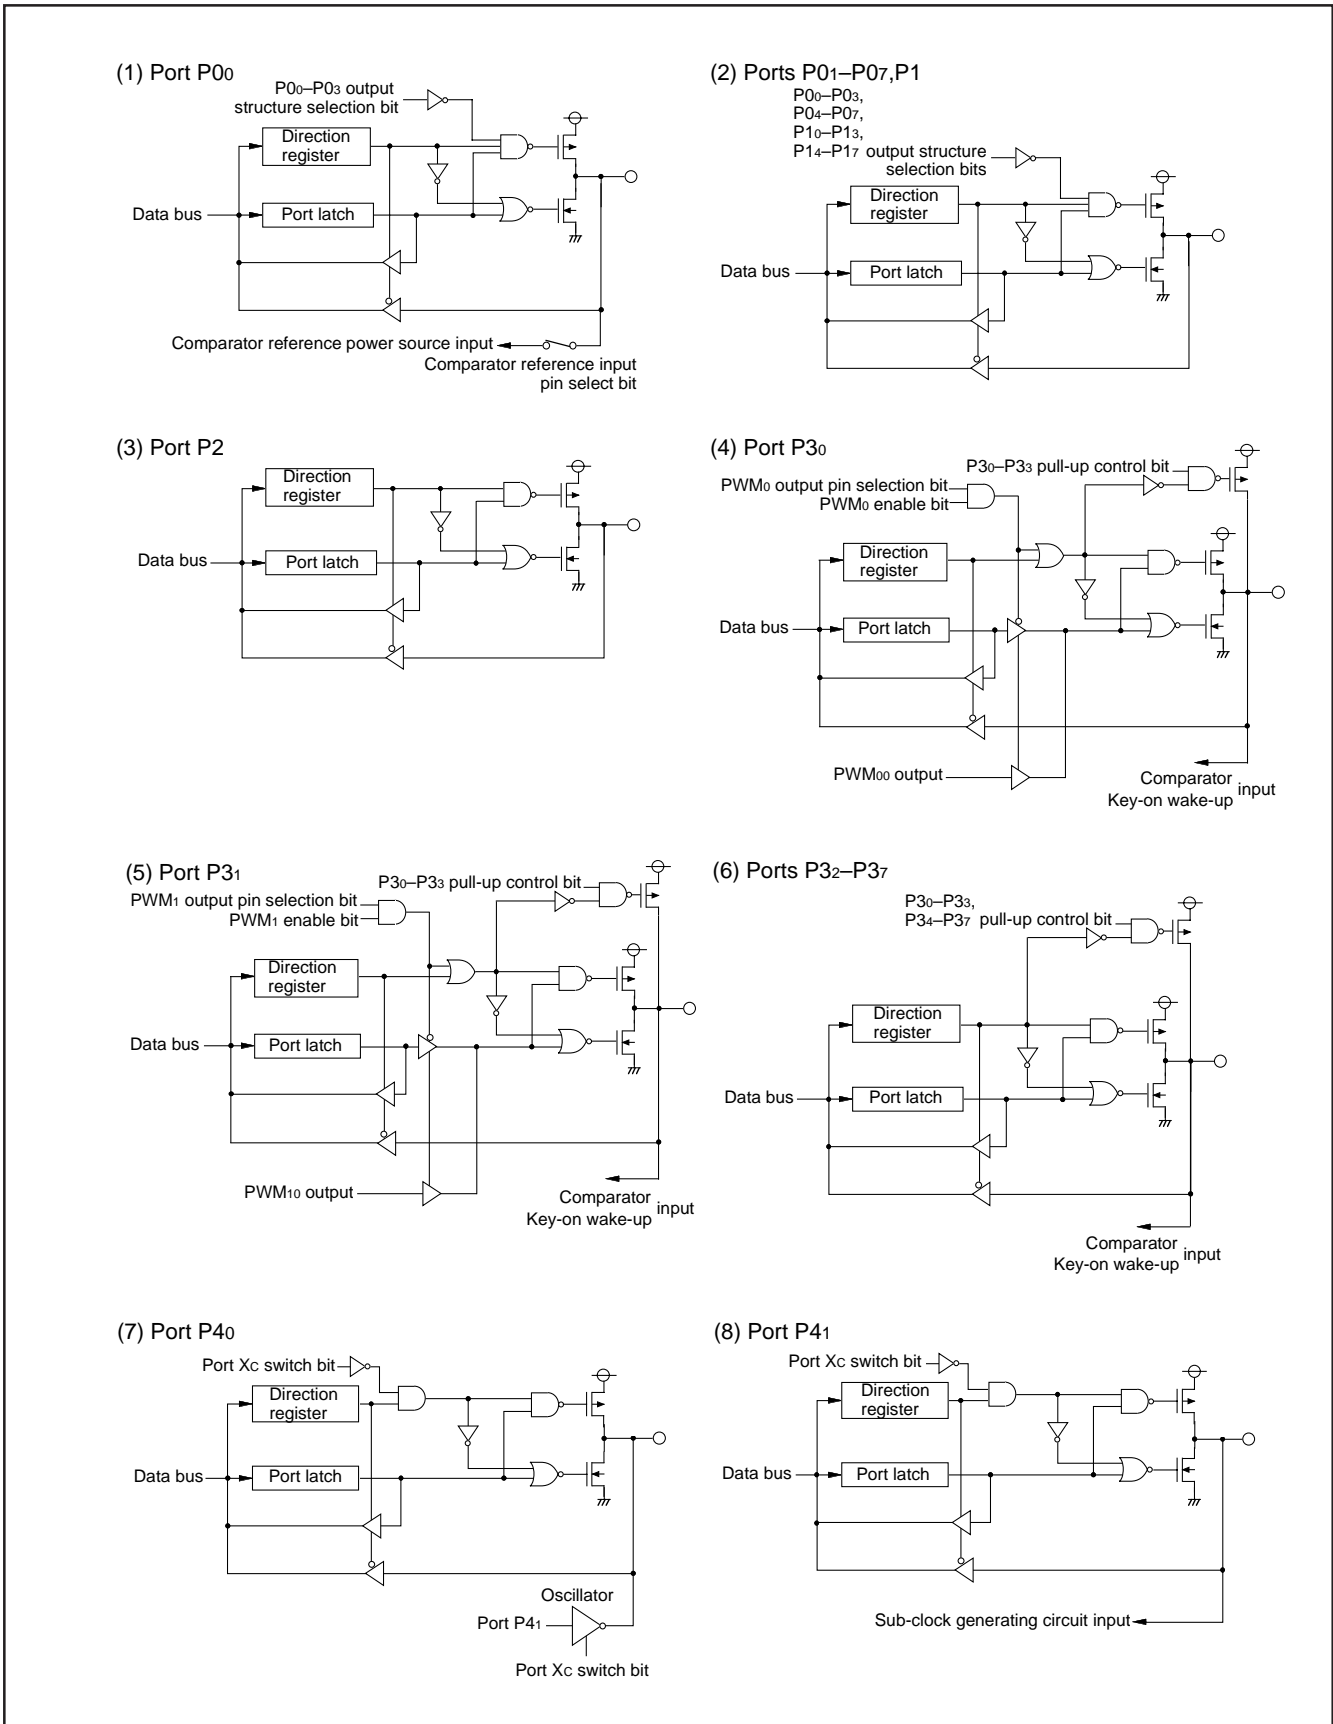 (1) Port P00
P00–P03 output
structure selection bit
Direction
register
Data bus
Port latch
Comparator reference power source input
Comparator reference input
pin select bit
(2) Ports P01–P07,P1
P00–P03,
P04–P07,
P10–P13,
P14–P17 output structure
selection bits
Direction
register
Data bus
Port latch
(3) Port P2
Direction
register
Data bus
Port latch
(4) Port P30
P30–P33 pull-up control bit
PWM0 output pin selection bit
PWM0 enable bit
Direction
register
Data bus
Port latch
PWM00 output
Comparator
Key-on wake-up
input
(5) Port P31
P30–P33 pull-up control bit
PWM1 output pin selection bit
PWM1 enable bit
Direction
register
Data bus
Port latch
PWM10 output
Comparator
Key-on wake-up
input
(6) Ports P32–P37
P30–P33,
P34–P37 pull-up control bit
Direction
register
Data bus
Port latch
Comparator
Key-on wake-up
input
(7) Port P40
Port XC switch bit
Direction
register
Data bus
Port latch
Oscillator
Port P41
Port XC switch bit
(8) Port P41
Port XC switch bit
Direction
register
Data bus
Port latch
Sub-clock generating circuit input